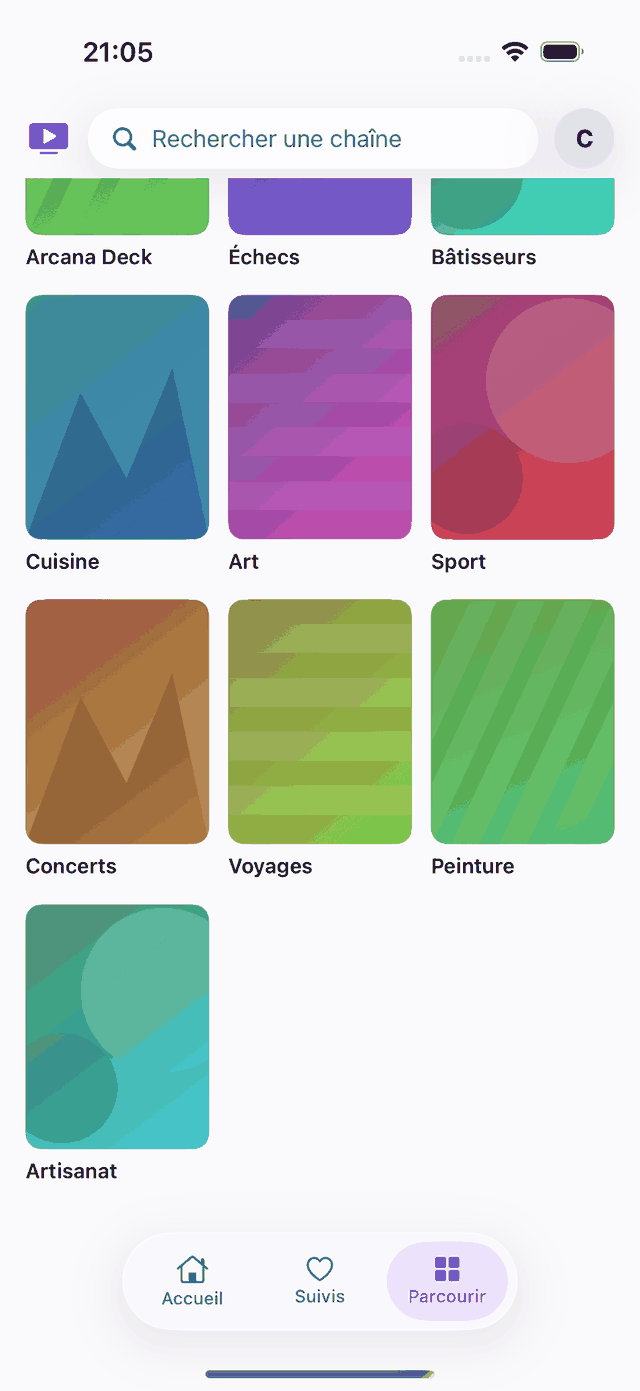 21:05
Rechercher une chaîne
C
Arcana Deck
Échecs
Bâtisseurs
Cuisine
Art
Sport
Concerts
Voyages
Peinture
Artisanat
Accueil
Suivis
Parcourir